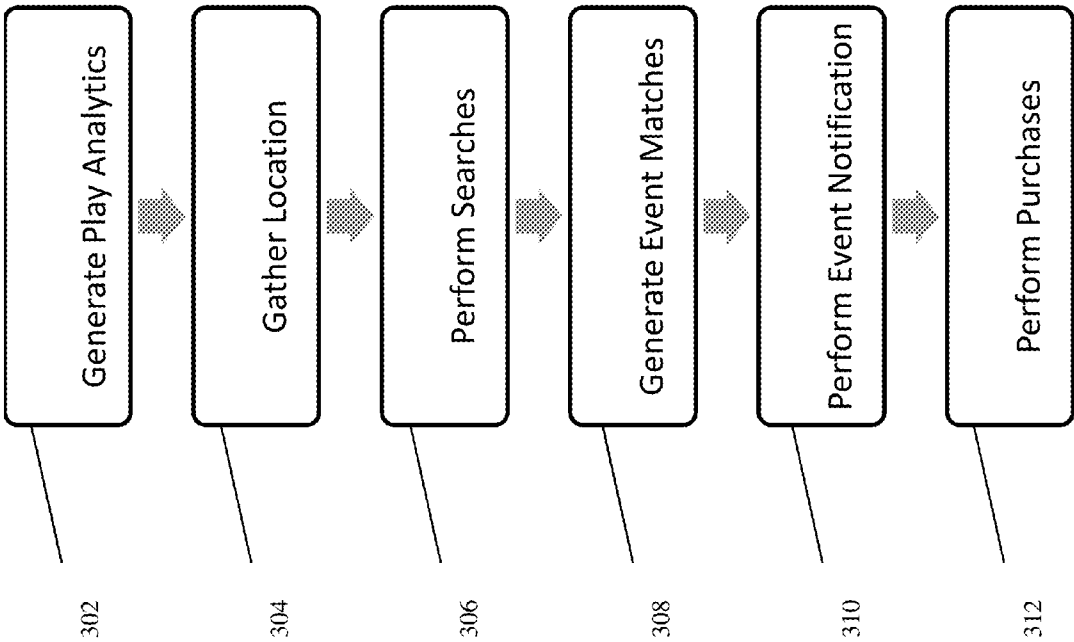 302
Generate Play Analytics
304
Gather Location
306
Perform Searches
308
Generate Event Matches
310
Perform Event Notification
312
Perform Purchases